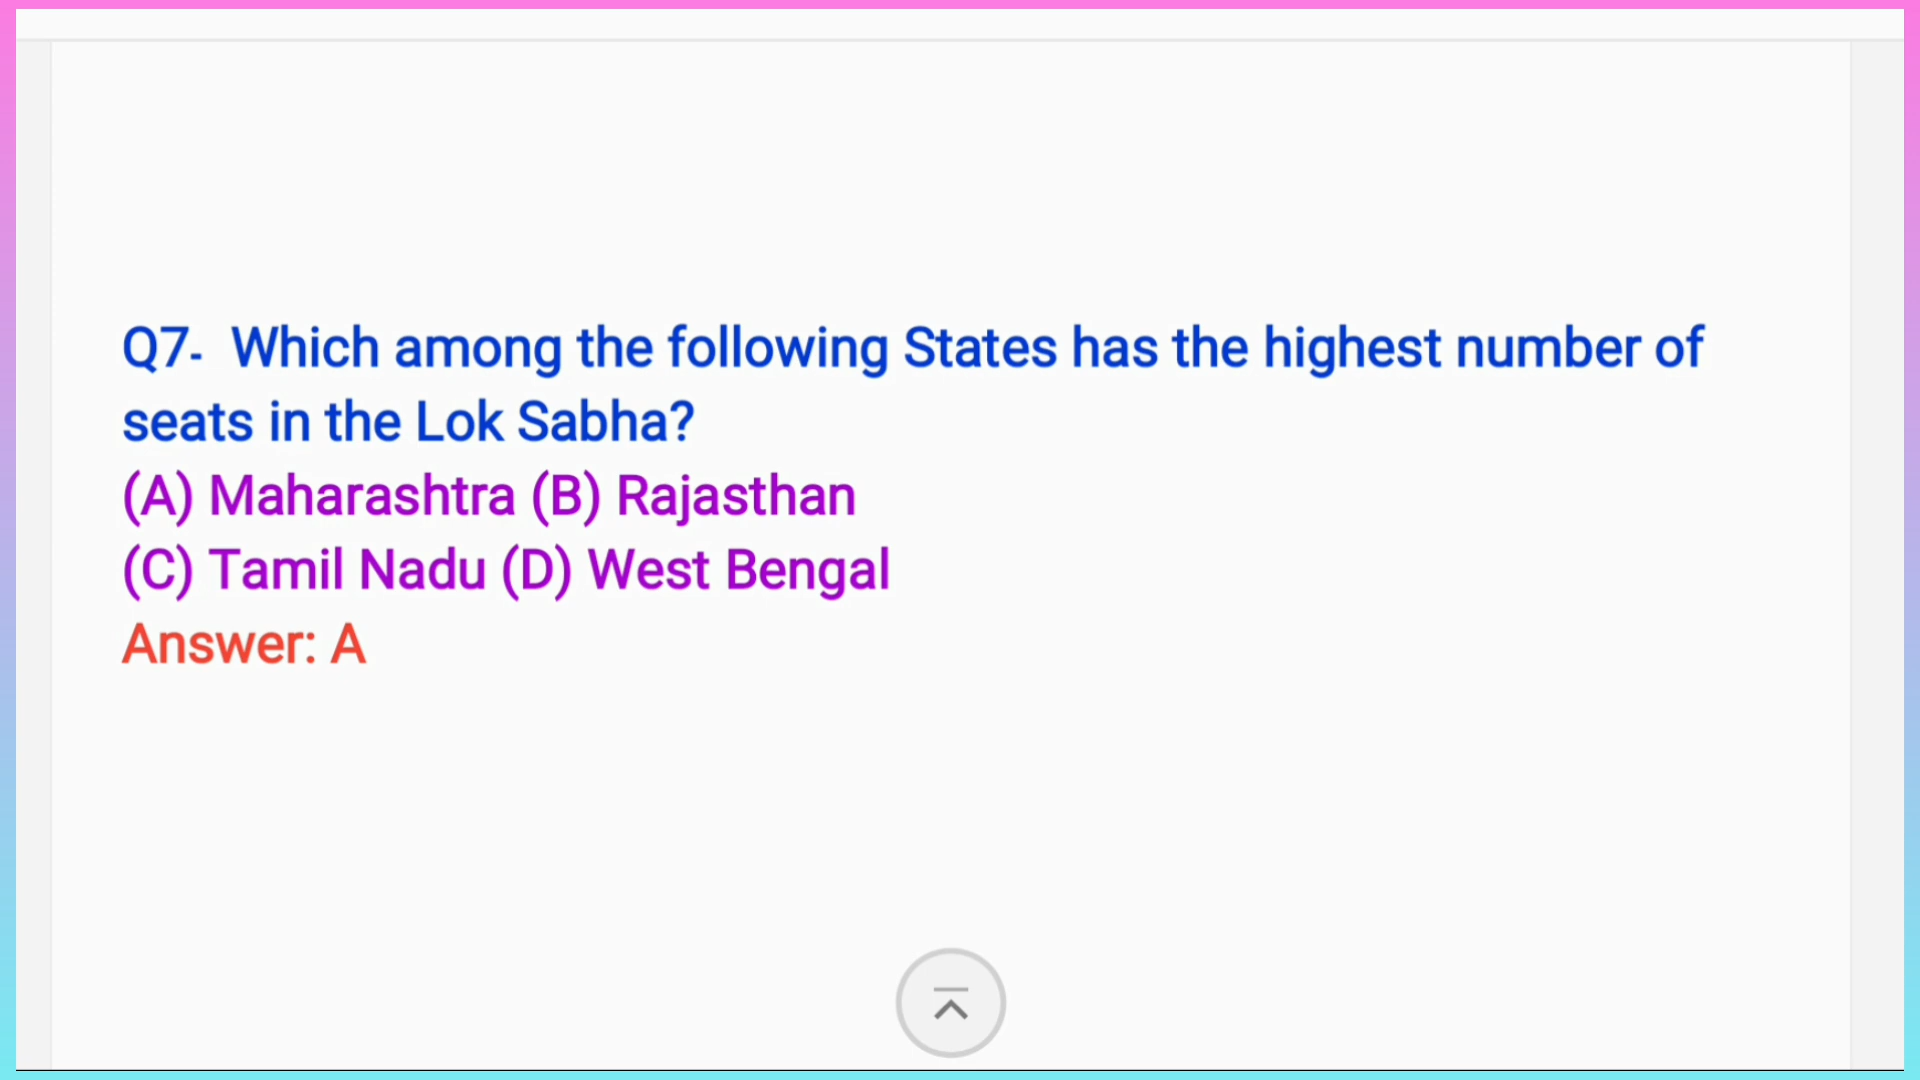 Q7-  Which among the following States has the highest number of
seats in the Lok Sabha?
(A) Maharashtra (B) Rajasthan
(C) Tamil Nadu (D) West Bengal
Answer: A